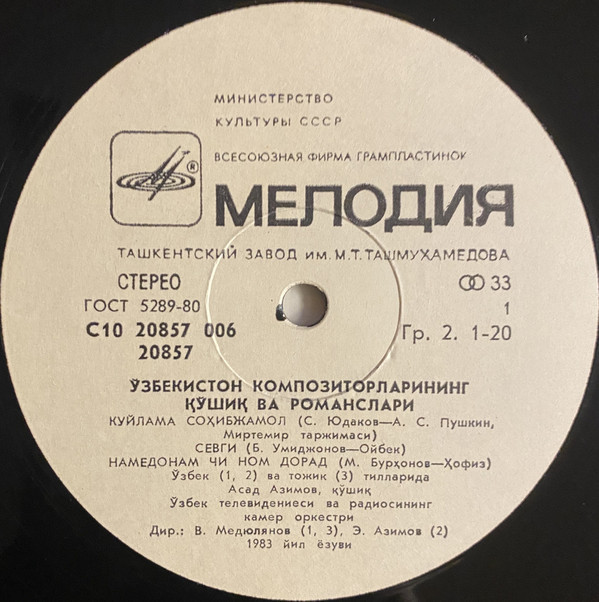 МИНИСТЕРСТВО
КУЛЬТУРЫ СССР
ВСЕСОЮЗНАЯ ФИРМА ГРАМПЛАСТИНОК
®
МЕЛОДИЯ
ТАШКЕНТСКИЙ ЗАВОД ИМ. М.Т. ТАШМУХАМЕДОВА
СТЕРЕО 33
ГОСТ 5289-80 1
С10 20857 006 Гр. 2. 1-20
20857
ЎЗБЕКИСТОН КОМПОЗИТОРЛАРИНИНГ
ҚЎШИҚ ВА РОМАНСЛАРИ
КУЙЛАМА СОҲИБЖАМОЛ (С. Юдаков—А. С. Пушкин,
Миртемир таржимаси)
СЕВГИ (Б. Умиджонов—Ойбек)
НАМЕДОНАМ ЧИ НОМ ДОРАД (М. Бурҳонов—Ҳофиз)
Ўзбек (1, 2) ва тожик (3) тилларида
Асад Азимов, қўшиқ
Ўзбек телевидениеси ва радиосининг
камер оркестри
Дир.: В. Медюлянов (1, 3), Э. Азимов (2)
1983 йил ёзуви